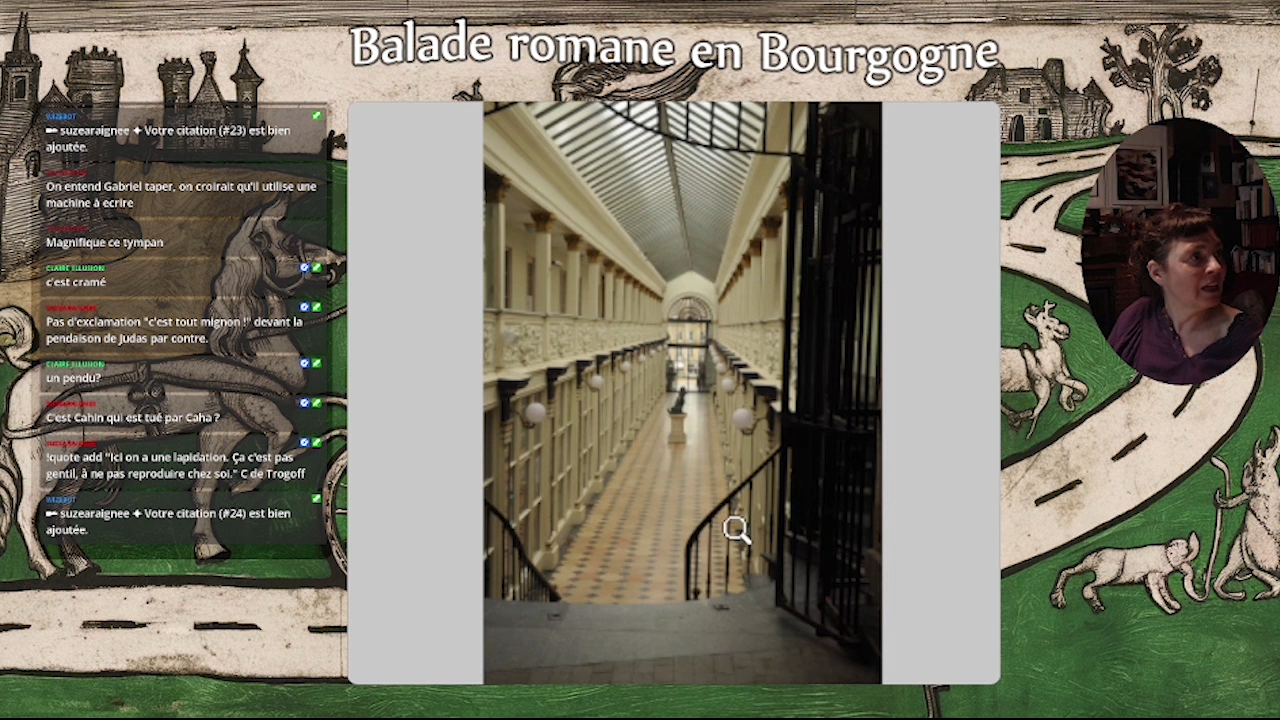 Balade romane en Bourgogne
WIZEBOT
suzearaignee ✦ Votre citation (#23) est bien
ajoutée.
On entend Gabriel taper, on croirait qu'il utilise une
machine à ecrire
Magnifique ce tympan
CLAIRE ILLUSION
c'est cramé
Pas d'exclamation "c'est tout mignon !" devant la
pendaison de Judas par contre.
CLAIRE ILLUSION
un pendu?
C'est Cahin qui est tué par Caha ?
!quote add "Ici on a une lapidation. Ça c'est pas
gentil, à ne pas reproduire chez soi." C de Trogoff
WIZEBOT
suzearaignee ✦ Votre citation (#24) est bien
ajoutée.